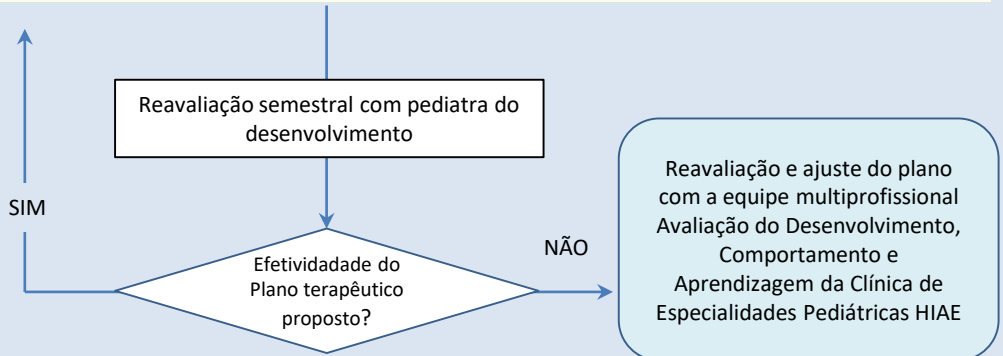 Reavaliação semestral com pediatra do
desenvolvimento
SIM
Efetividadade do
Plano terapêutico
proposto?
NÃO
Reavaliação e ajuste do plano
com a equipe multiprofissional
Avaliação do Desenvolvimento,
Comportamento e
Aprendizagem da Clínica de
Especialidades Pediátricas HIAE